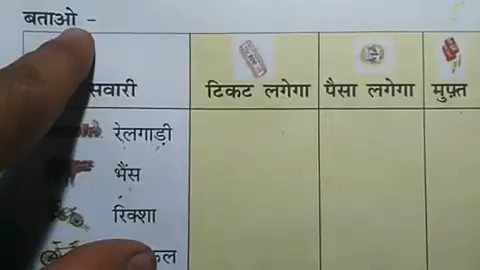 बताओ -
सवारी टिकट लगेगा पैसा लगेगा मुफ़्त
रेलगाड़ी
भैंस
रिक्शा